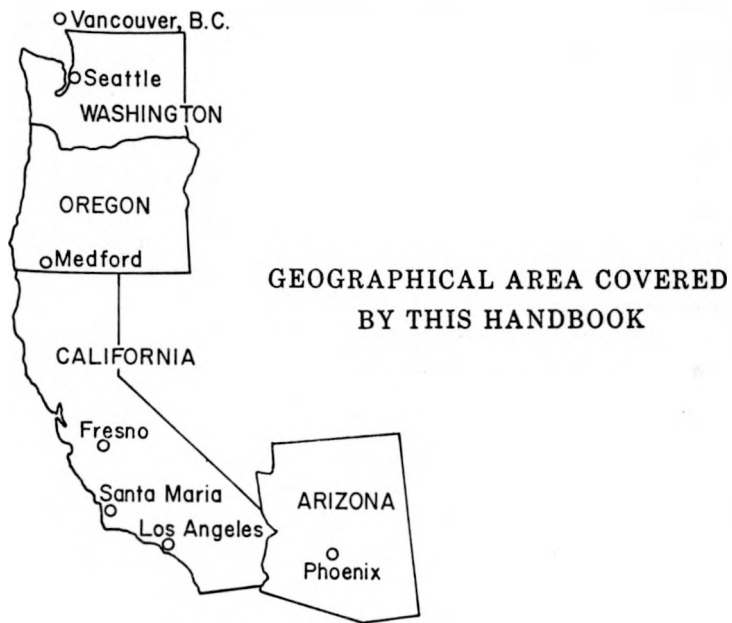 Vancouver, B.C.
Seattle
WASHINGTON
OREGON
Medford
GEOGRAPHICAL AREA COVERED
BY THIS HANDBOOK
CALIFORNIA
Fresno
Santa Maria
Los Angeles
ARIZONA
Phoenix